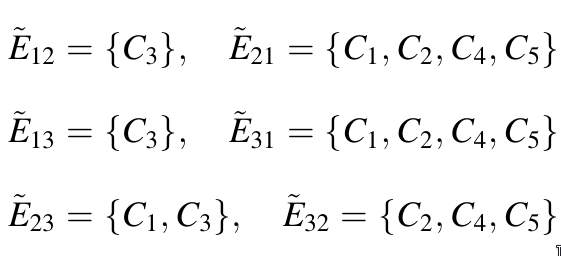 Ẽ₁₂ = {C₃}, Ẽ₂₁ = {C₁, C₂, C₄, C₅}
Ẽ₁₃ = {C₃}, Ẽ₃₁ = {C₁, C₂, C₄, C₅}
Ẽ₂₃ = {C₁, C₃}, Ẽ₃₂ = {C₂, C₄, C₅}